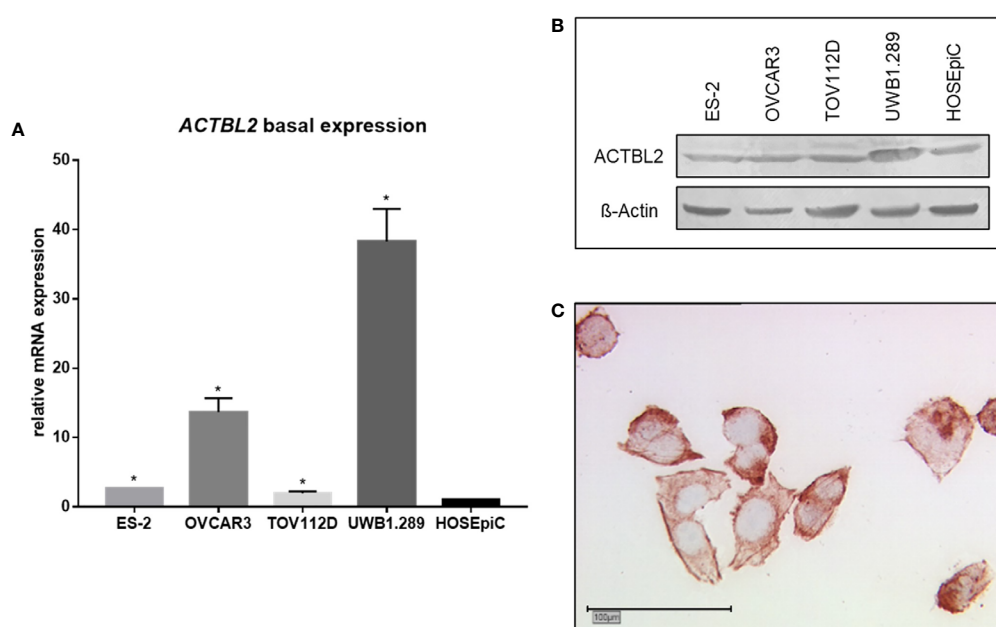 A
ACTBL2 basal expression
relative mRNA expression
50
40
30
20
10
0
*
*
*
*
ES-2
OVCAR3
TOV112D
UWB1.289
HOSEpiC
B
ES-2
OVCAR3
TOV112D
UWB1.289
HOSEpiC
ACTBL2
ß-Actin
C
100µm